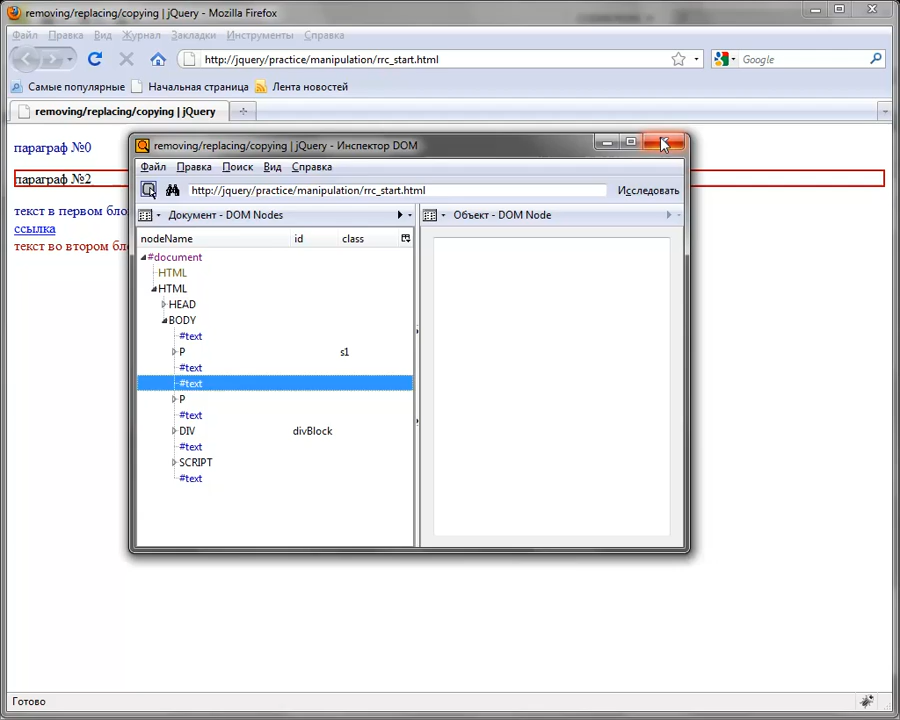 removing/replacing/copying | jQuery - Mozilla Firefox
Файл Правка Вид Журнал Закладки Инструменты Справка
http://jquery/practice/manipulation/rrc_start.html
Google
Самые популярные Начальная страница Лента новостей
removing/replacing/copying | jQuery
параграф №0
параграф №2
текст в первом бло
ссылка
текст во втором бло
removing/replacing/copying | jQuery - Инспектор DOM
Файл Правка Поиск Вид Справка
http://jquery/practice/manipulation/rrc_start.html Исследовать
Документ - DOM Nodes
Объект - DOM Node
nodeName id class
#document
HTML
HTML
HEAD
BODY
#text
P s1
#text
#text
P
#text
DIV divBlock
#text
SCRIPT
#text
Готово